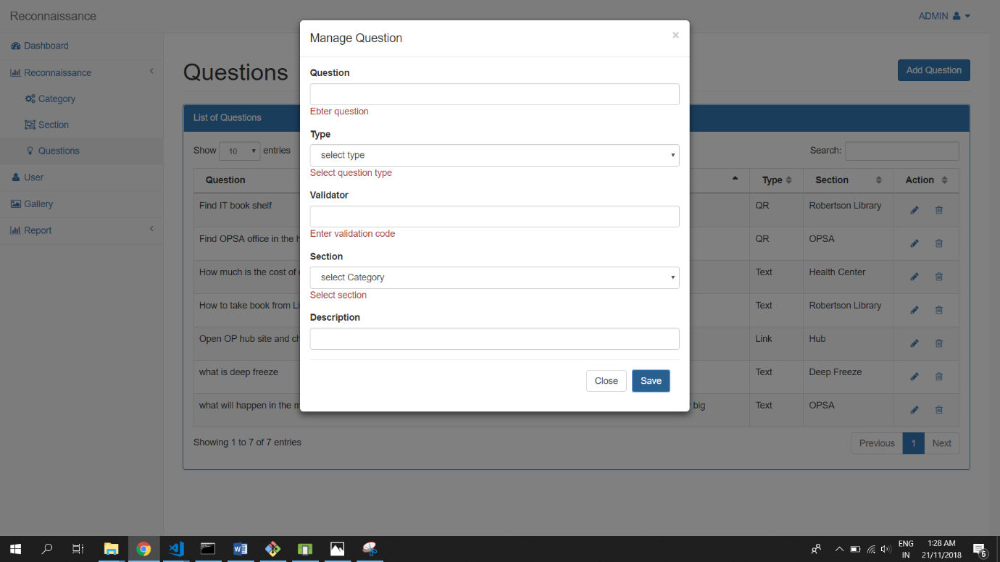 Reconnaissance
ADMIN
Dashboard
Reconnaissance
Category
Section
Questions
User
Gallery
Report
Questions
Add Question
List of Questions
Show 10 entries
Search:
Question Type Section Action
Find IT book shelf QR Robertson Library
Find OPSA office in the h QR OPSA
How much is the cost of Text Health Center
How to take book from Li Text Robertson Library
Open OP hub site and ch Link Hub
what is deep freeze Text Deep Freeze
what will happen in the m big Text OPSA
Showing 1 to 7 of 7 entries
Previous 1 Next
Manage Question ×
Question
Ebter question
Type
select type
Select question type
Validator
Enter validation code
Section
select Category
Select section
Description
Close Save
ENG
IN
1:28 AM
21/11/2018
6